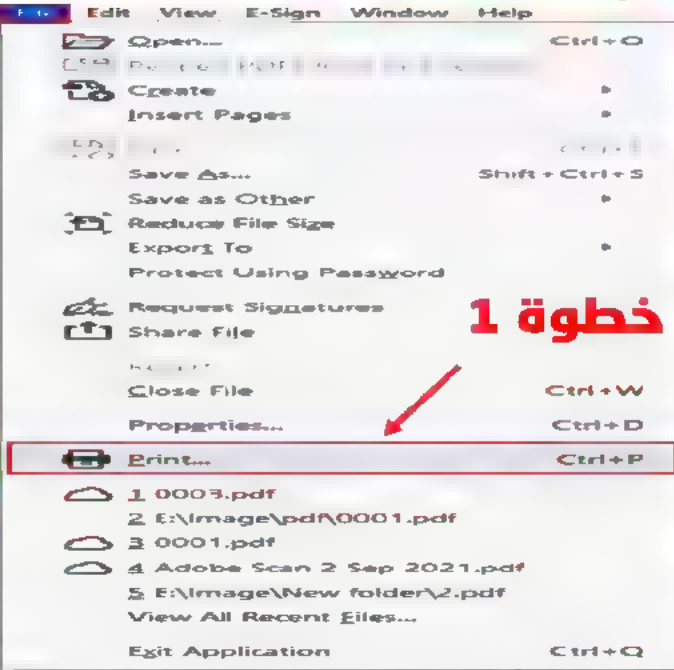 Edit View E-Sign Window Help
Open... Ctrl+O
Create
Insert Pages
Save As... Shift+Ctrl+S
Save as Other
Reduce File Size
Export To
Protect Using Password
Request Signatures
خطوة 1
Share File
Close File Ctrl+W
Properties... Ctrl+D
Print... Ctrl+P
1 0003.pdf
2 E:\Image\pdf\0001.pdf
3 0001.pdf
4 Adobe Scan 2 Sep 2021.pdf
5 E:\Image\New folder\2.pdf
View All Recent Files...
Exit Application Ctrl+Q